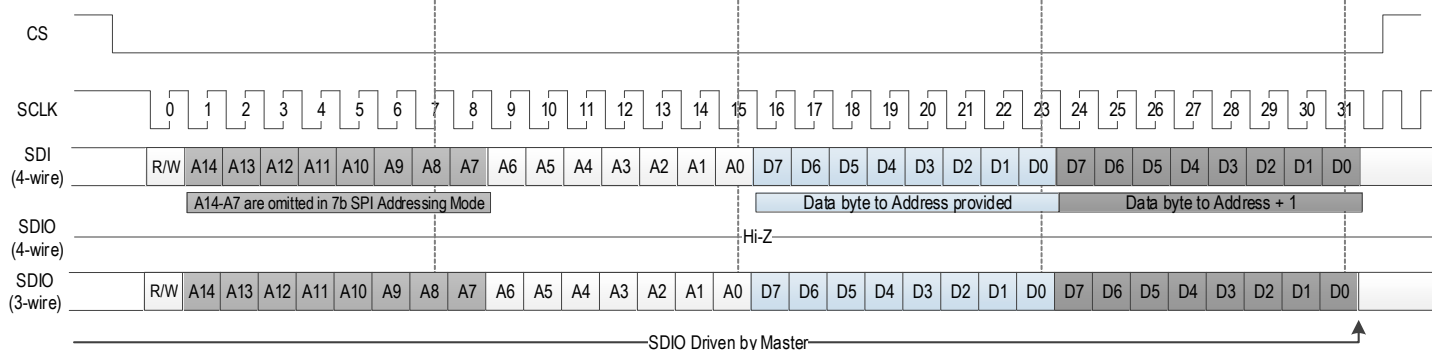 CS
SCLK 0 1 2 3 4 5 6 7 8 9 10 11 12 13 14 15 16 17 18 19 20 21 22 23 24 25 26 27 28 29 30 31
SDI
(4-wire)
R/W A14 A13 A12 A11 A10 A9 A8 A7 A6 A5 A4 A3 A2 A1 A0 D7 D6 D5 D4 D3 D2 D1 D0 D7 D6 D5 D4 D3 D2 D1 D0
A14-A7 are omitted in 7b SPI Addressing Mode Data byte to Address provided Data byte to Address + 1
SDIO
(4-wire)
Hi-Z
SDIO
(3-wire)
R/W A14 A13 A12 A11 A10 A9 A8 A7 A6 A5 A4 A3 A2 A1 A0 D7 D6 D5 D4 D3 D2 D1 D0 D7 D6 D5 D4 D3 D2 D1 D0
SDIO Driven by Master